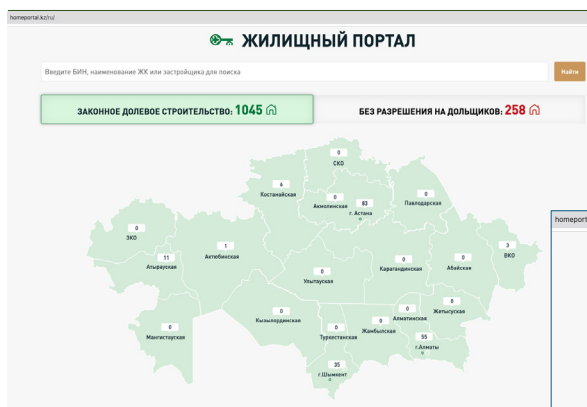 homeportal.kz/ru/
ЖИЛИЩНЫЙ ПОРТАЛ
Введите БИН, наименование ЖК или застройщика для поиска
Найти
ЗАКОННОЕ ДОЛЕВОЕ СТРОИТЕЛЬСТВО: 1045
БЕЗ РАЗРЕШЕНИЯ НА ДОЛЬЩИКОВ: 258
0
СКО
6
Костанайская
0
Акмолинская
83
г. Астана
0
Павлодарская
homeport
0
ЗКО
11
Атырауская
1
Актюбинская
0
Улытауская
0
Карагандинская
0
Абайская
3
ВКО
0
Мангистауская
0
Кызылординская
0
Туркестанская
0
Жамбылская
0
Алматинская
0
Жетысуская
55
г.Алматы
35
г.Шымкент